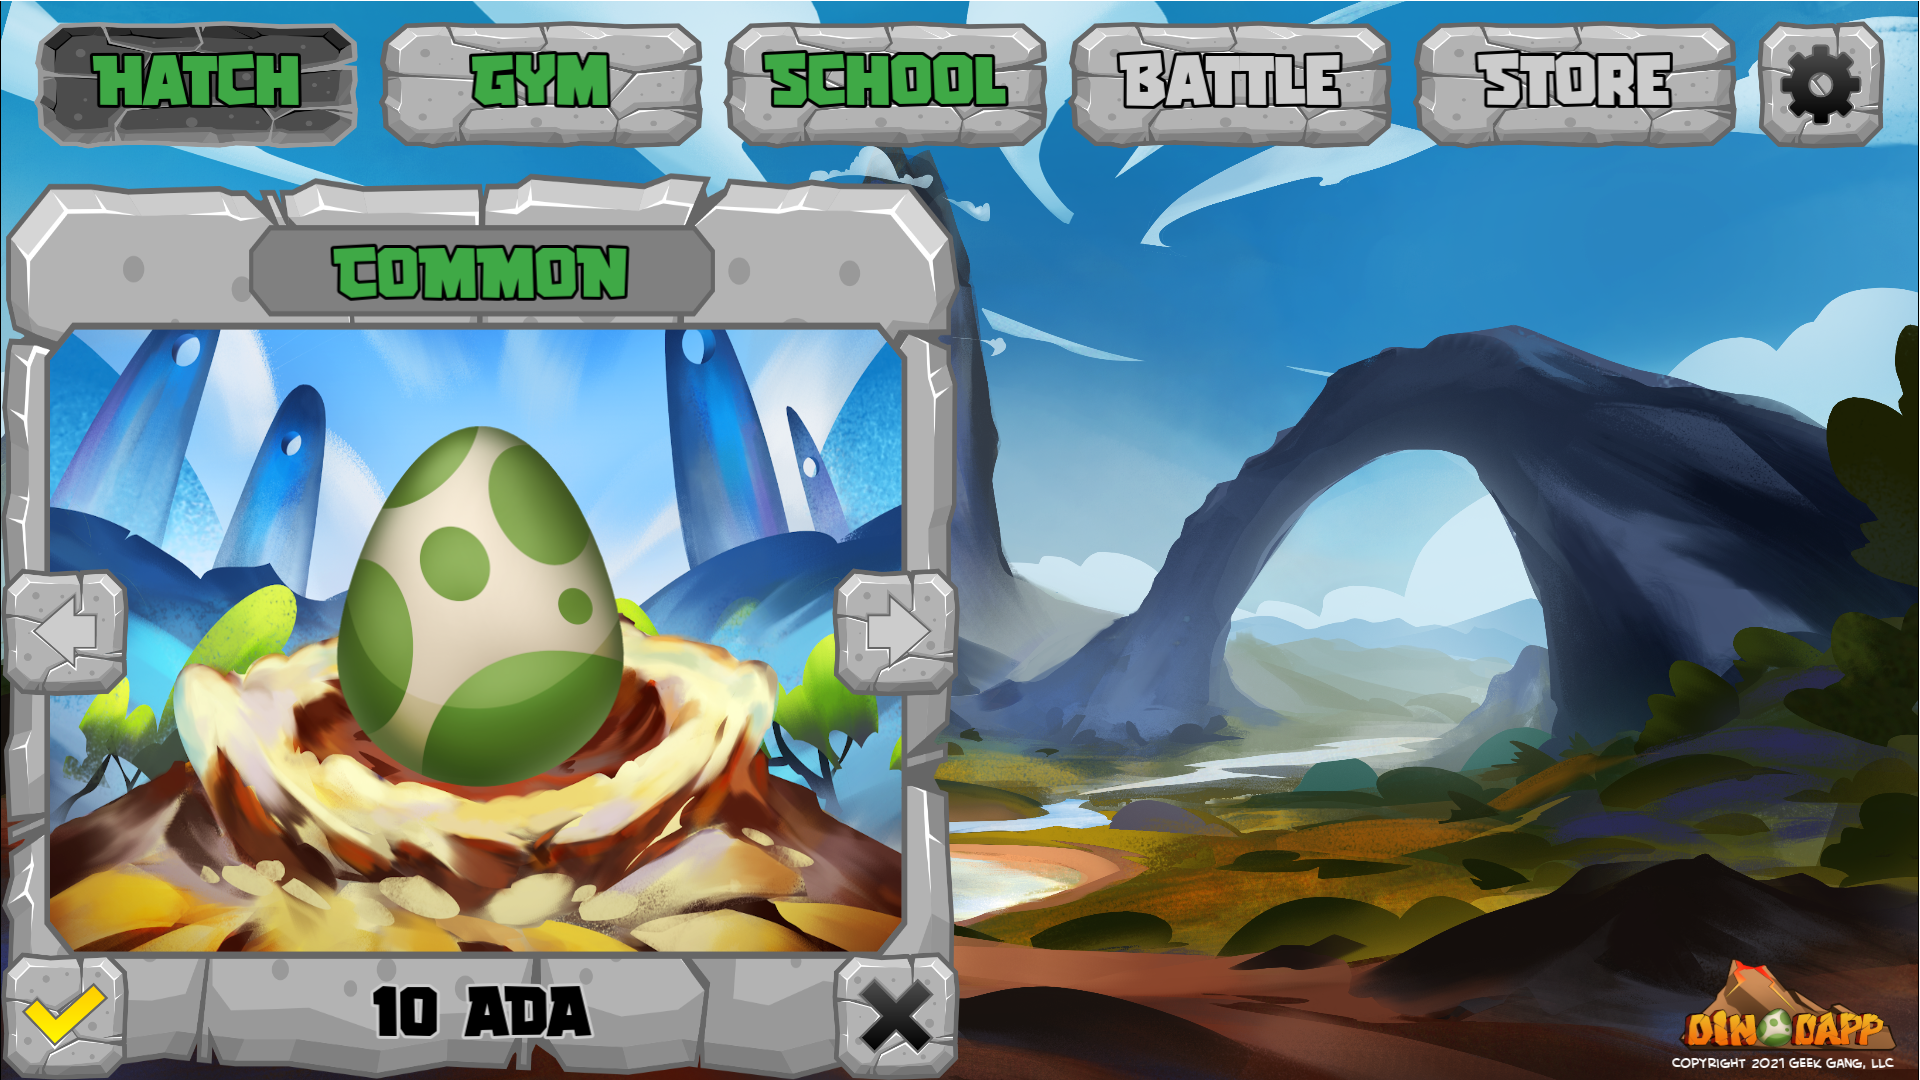 HATCH
GYM
SCHOOL
BATTLE
STORE
COMMON
10 ADA
DINODAPP
COPYRIGHT 2021 GEEK GANG, LLC